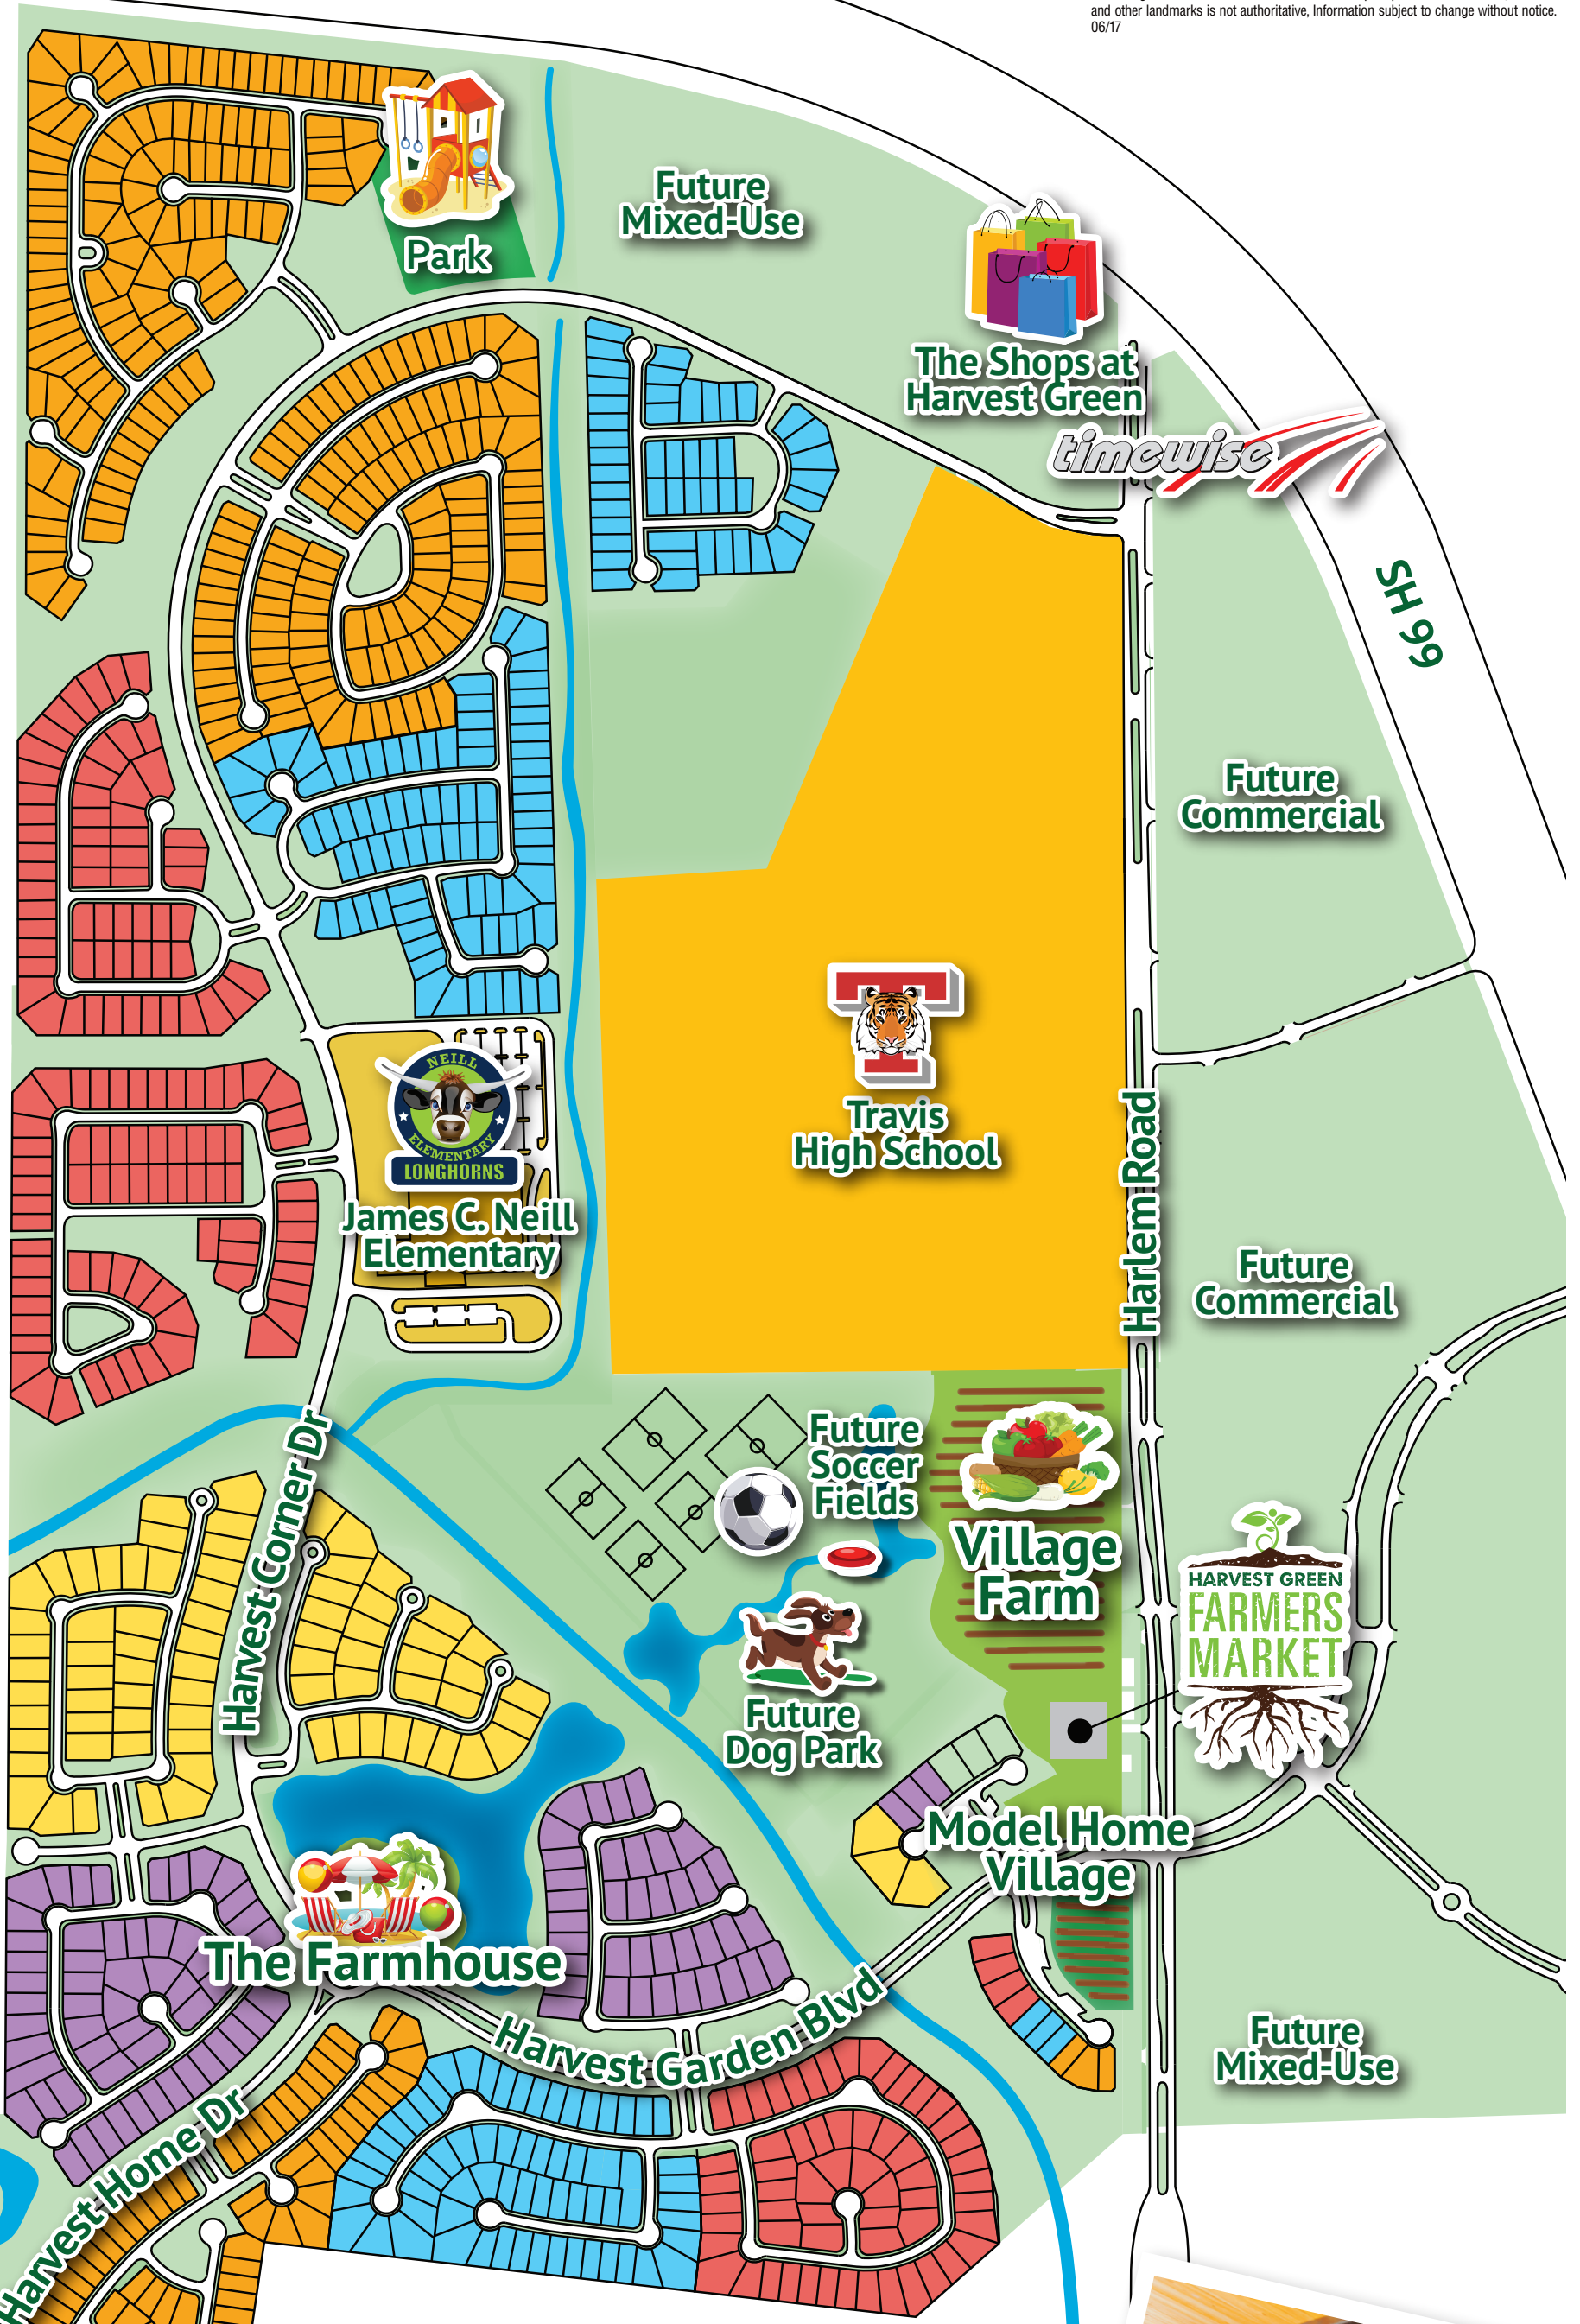 and other landmarks is not authoritative, Information subject to change without notice.
06/17
Future
Mixed-Use
Park
The Shops at
Harvest Green
timewise
SH 99
Future
Commercial
Travis
High School
T
NEILL
ELEMENTARY
LONGHORNS
James C. Neill
Elementary
Harlem Road
Future
Commercial
Harvest Corner Dr
Future
Soccer
Fields
Village
Farm
HARVEST GREEN
FARMERS
MARKET
Future
Dog Park
Model Home
Village
The Farmhouse
Harvest Garden Blvd
Future
Mixed-Use
Harvest Home Dr